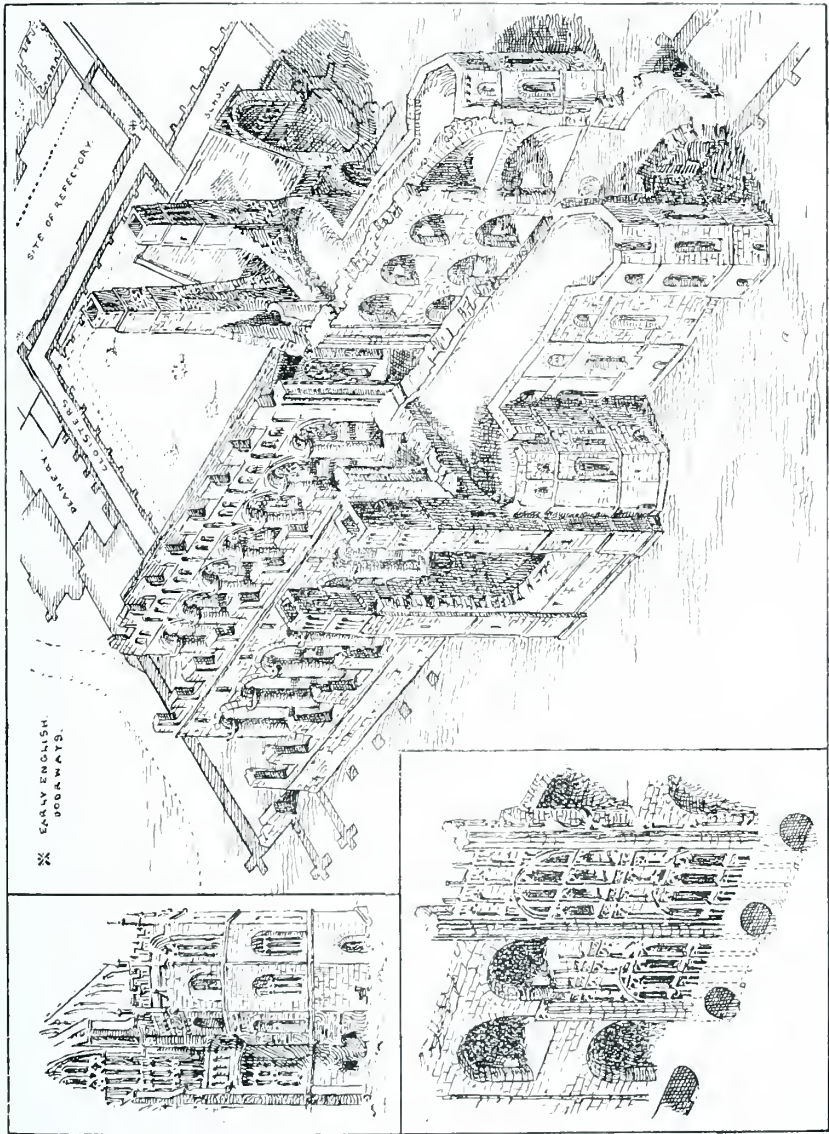 SITE OF REFECTORY.
SCHOOL
CLOISTERS
DEANERY
※ EARLY ENGLISH
DOORWAYS.